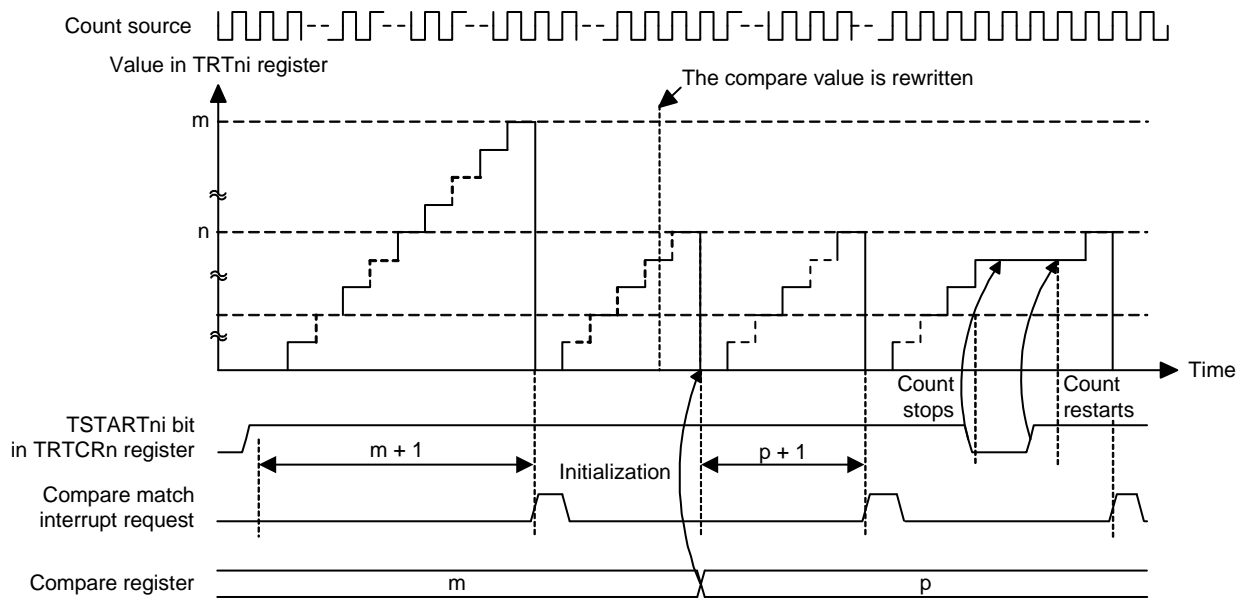 Count source
Value in TRTni register
The compare value is rewritten
m
n
Time
Count
stops
Count
restarts
TSTARTni bit
in TRTCRn register
m + 1
Initialization
p + 1
Compare match
interrupt request
Compare register
m
p